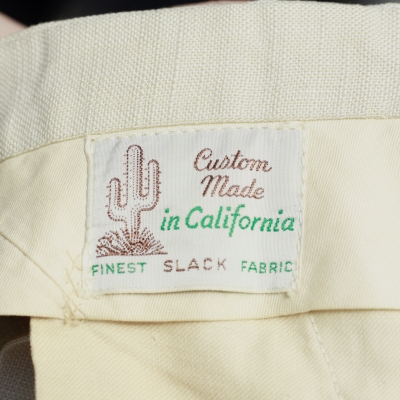 Custom
Made
in California
FINEST SLACK FABRIC